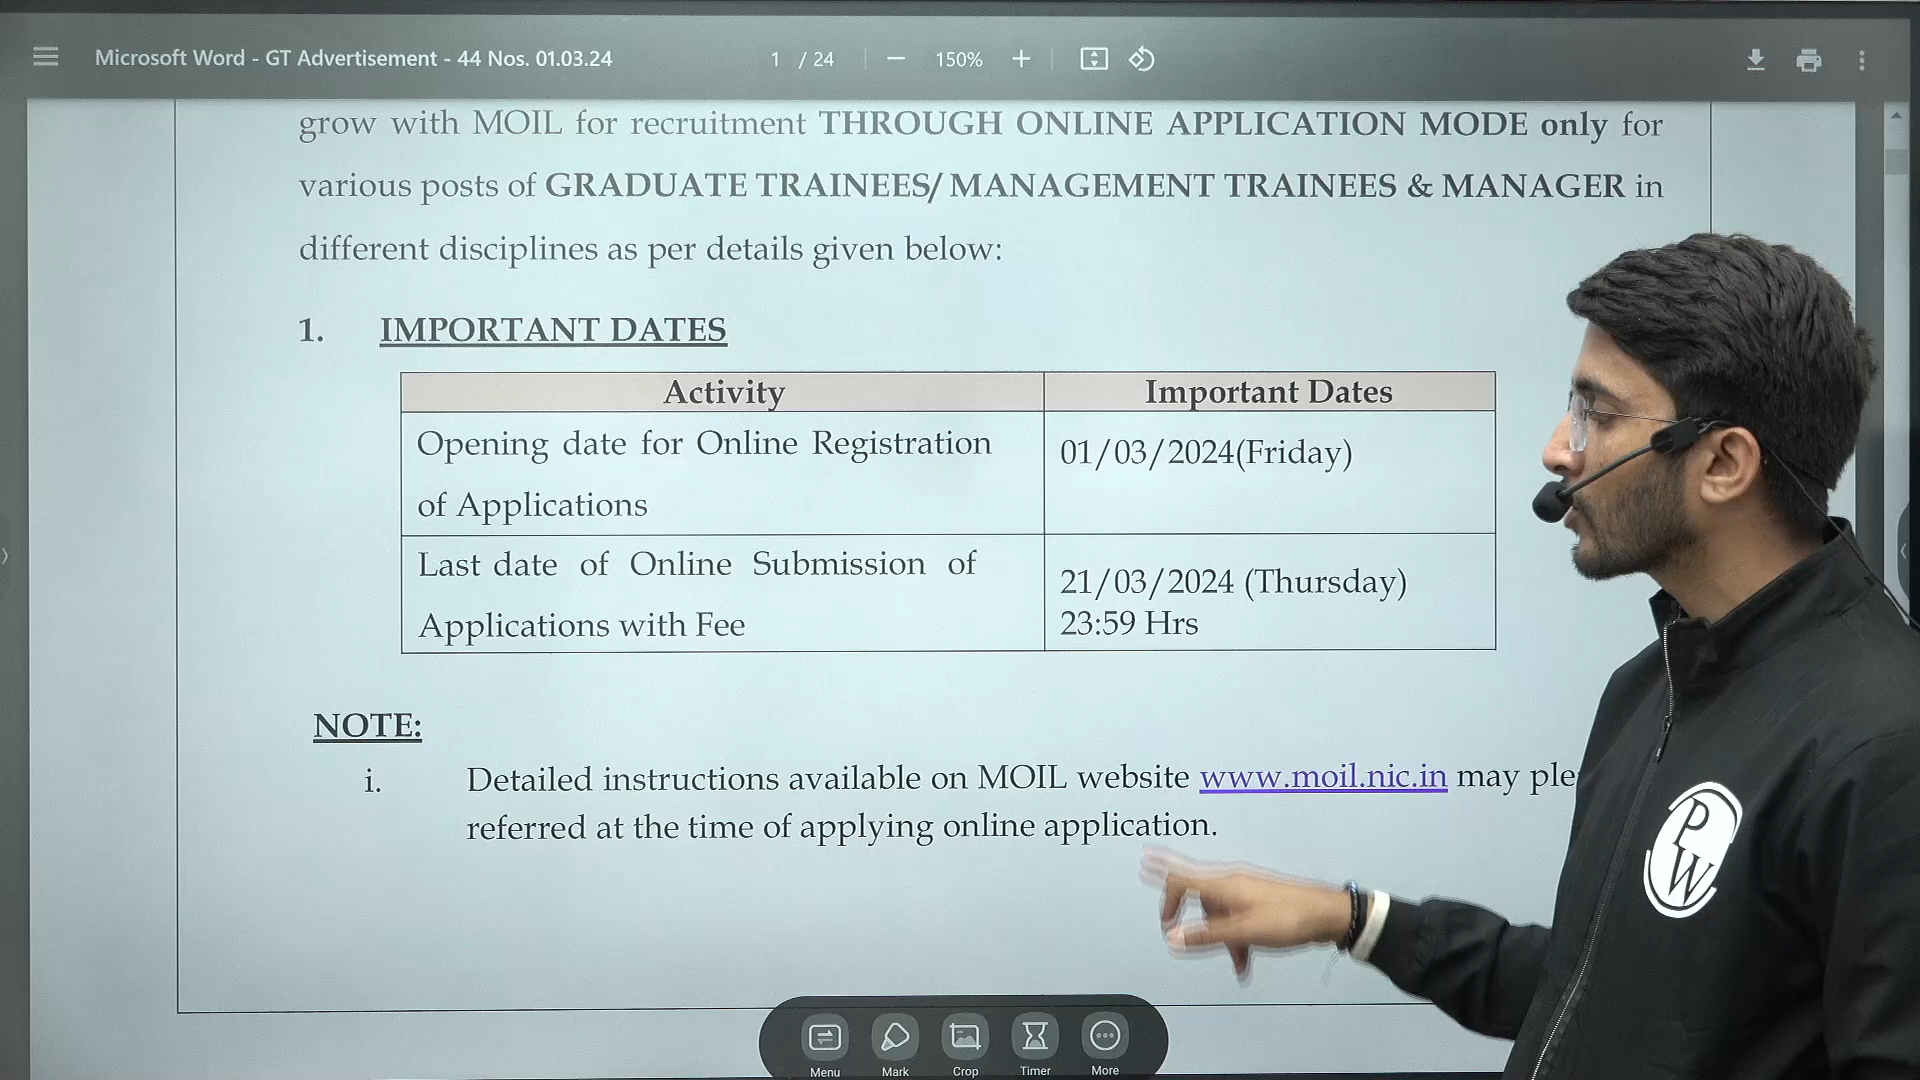 Microsoft Word - GT Advertisement - 44 Nos. 01.03.24
1 / 24
150%
grow with MOIL for recruitment THROUGH ONLINE APPLICATION MODE only for
various posts of GRADUATE TRAINEES/ MANAGEMENT TRAINEES & MANAGER in
different disciplines as per details given below:
1. IMPORTANT DATES
Activity Important Dates
Opening date for Online Registration
of Applications
01/03/2024(Friday)
Last date of Online Submission of
Applications with Fee
21/03/2024 (Thursday)
23:59 Hrs
NOTE:
i. Detailed instructions available on MOIL website www.moil.nic.in may
referred at the time of applying online application.
PW
Menu Mark Crop Timer More